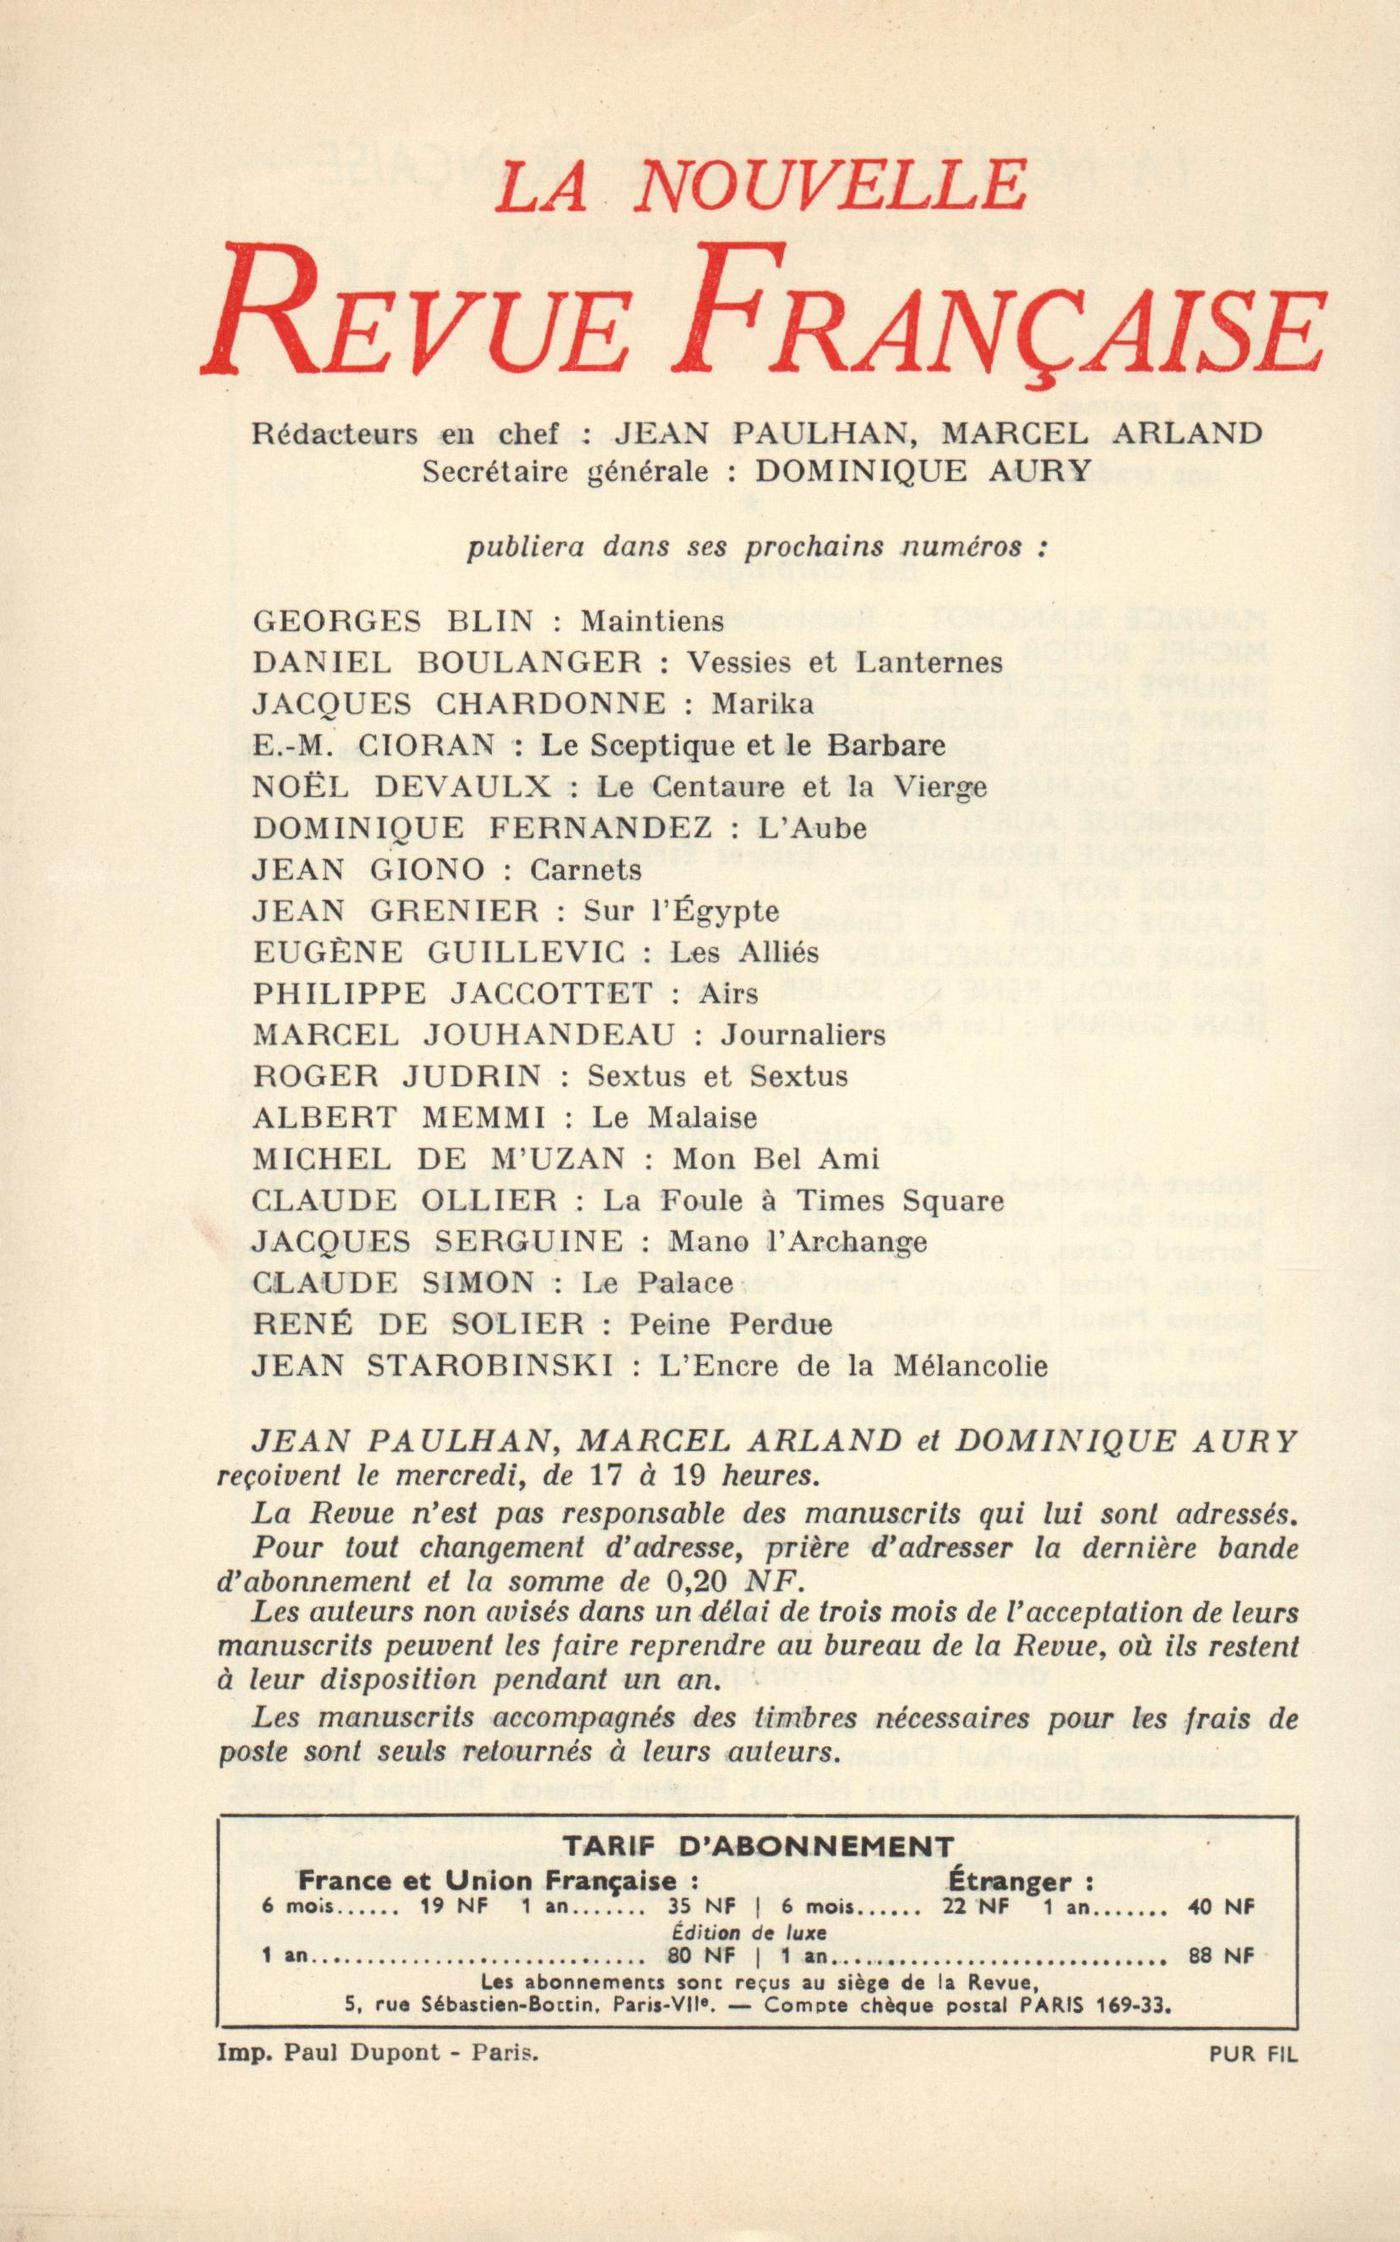 LA NOUVELLE
REVUE FRANÇAISE
Rédacteurs en chef : JEAN PAULHAN, MARCEL ARLAND
Secrétaire générale : DOMINIQUE AURY
publiera dans ses prochains numéros :
GEORGES BLIN : Maintiens
DANIEL BOULANGER : Vessies et Lanternes
JACQUES CHARDONNE : Marika
E.-M. CIORAN : Le Sceptique et le Barbare
NOËL DEVAULX : Le Centaure et la Vierge
DOMINIQUE FERNANDEZ : L'Aube
JEAN GIONO : Carnets
JEAN GRENIER : Sur l'Égypte
EUGÈNE GUILLEVIC : Les Alliés
PHILIPPE JACCOTTET : Airs
MARCEL JOUHANDEAU : Journaliers
ROGER JUDRIN : Sextus et Sextus
ALBERT MEMMI : Le Malaise
MICHEL DE M'UZAN : Mon Bel Ami
CLAUDE OLLIER : La Foule à Times Square
JACQUES SERGUINE : Mano l'Archange
CLAUDE SIMON : Le Palace
RENÉ DE SOLIER : Peine Perdue
JEAN STAROBINSKI : L'Encre de la Mélancolie
JEAN PAULHAN, MARCEL ARLAND et DOMINIQUE AURY
reçoivent le mercredi, de 17 à 19 heures.
La Revue n'est pas responsable des manuscrits qui lui sont adressés.
Pour tout changement d'adresse, prière d'adresser la dernière bande
d'abonnement et la somme de 0,20 NF.
Les auteurs non avisés dans un délai de trois mois de l'acceptation de leurs
manuscrits peuvent les faire reprendre au bureau de la Revue, où ils restent
à leur disposition pendant un an.
Les manuscrits accompagnés des timbres nécessaires pour les frais de
poste sont seuls retournés à leurs auteurs.
TARIF D'ABONNEMENT
France et Union Française : Étranger :
6 mois...... 19 NF 1 an....... 35 NF | 6 mois...... 22 NF 1 an....... 40 NF
Édition de luxe
1 an............................... 80 NF | 1 an............................... 88 NF
Les abonnements sont reçus au siège de la Revue,
5, rue Sébastien-Bottin, Paris-VIIe. — Compte chèque postal PARIS 169-33.
Imp. Paul Dupont - Paris. PUR FIL